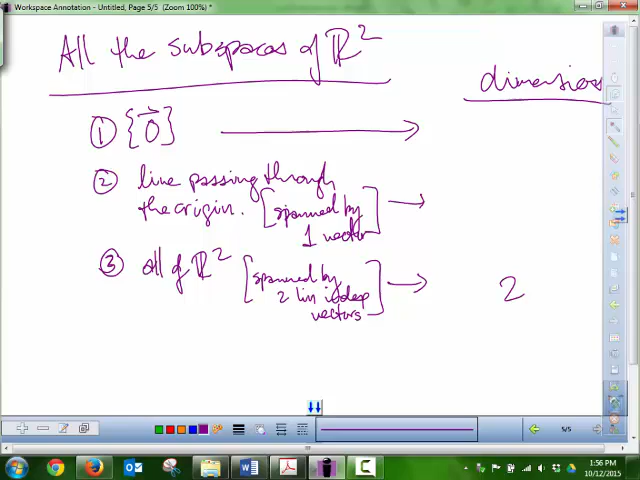 Workspace Annotation - Untitled, Page 5/5 (Zoom 100%) *
All the subspaces of ℝ²
dimensions
① {0⃗} ⟶
② line passing through
the origin. [spanned by
1 vector] →
③ all of ℝ² [spanned by
2 lin indep
vectors] → 2
5/5
1:56 PM
10/12/2015